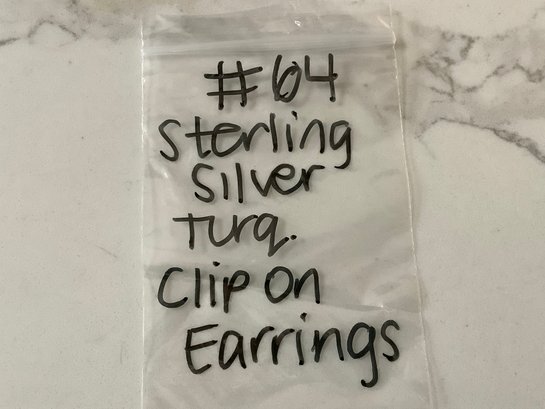 #64
Sterling
Silver
Turq.
Clip On
Earrings